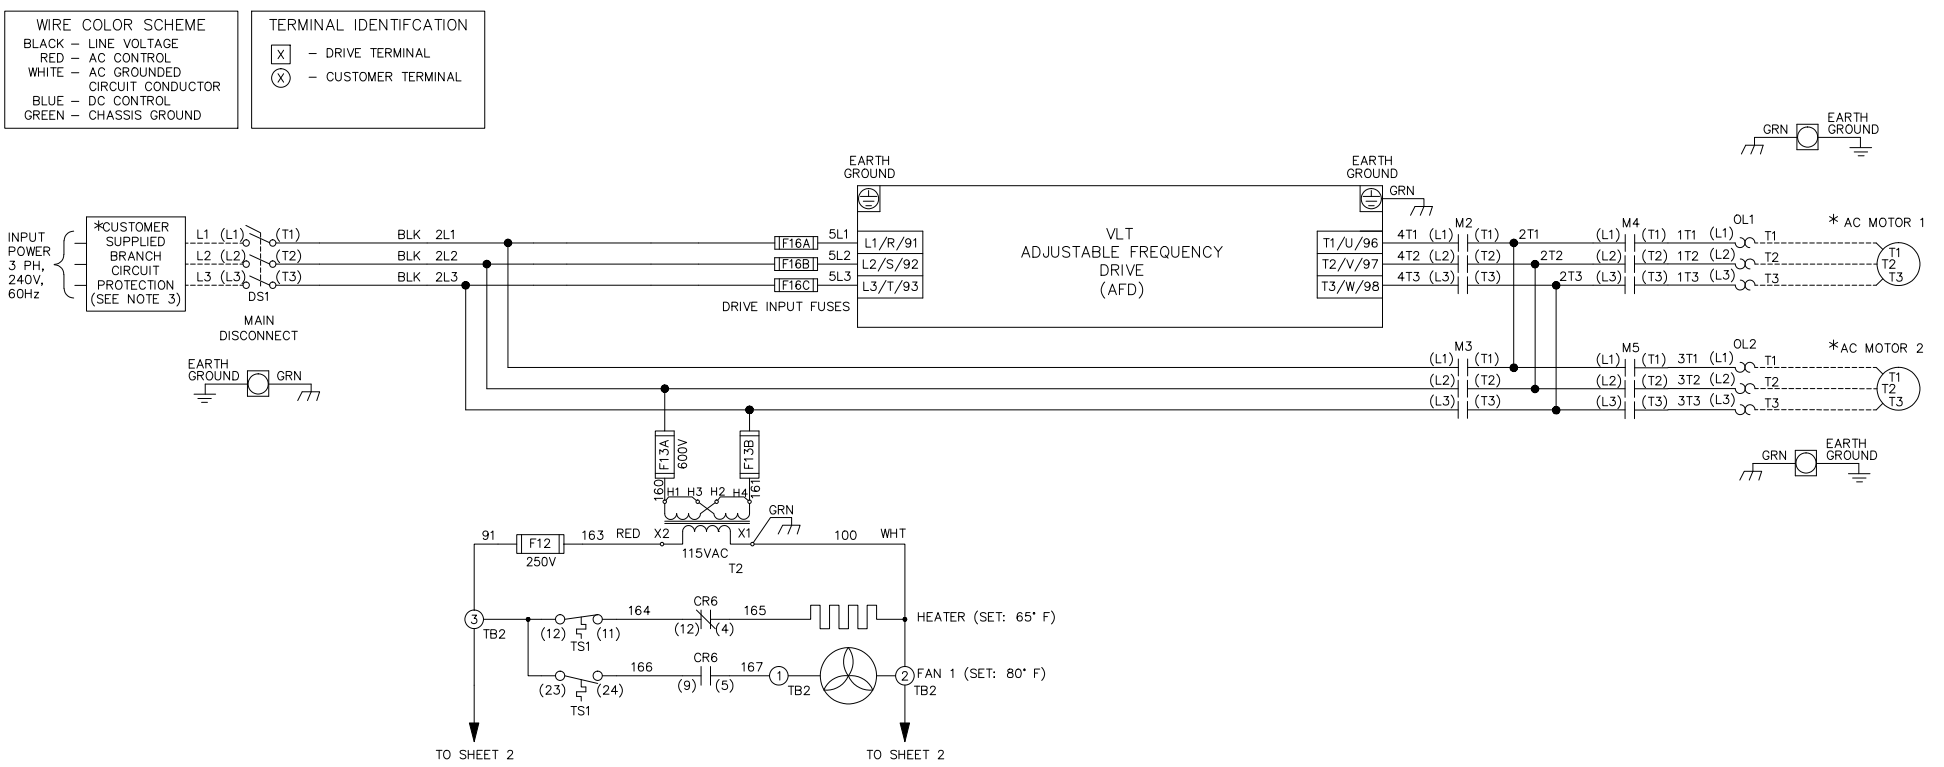 WIRE COLOR SCHEME
BLACK – LINE VOLTAGE
RED – AC CONTROL
WHITE – AC GROUNDED
CIRCUIT CONDUCTOR
BLUE – DC CONTROL
GREEN – CHASSIS GROUND
TERMINAL IDENTIFCATION
X – DRIVE TERMINAL
X – CUSTOMER TERMINAL
INPUT
POWER
3 PH,
240V,
60Hz
*CUSTOMER
SUPPLIED
BRANCH
CIRCUIT
PROTECTION
(SEE NOTE 3)
L1 (L1) (T1) BLK 2L1 F16A 5L1
L2 (L2) (T2) BLK 2L2 F16B 5L2
L3 (L3) (T3) BLK 2L3 F16C 5L3
DS1
MAIN
DISCONNECT
DRIVE INPUT FUSES
EARTH
GROUND
GRN
EARTH
GROUND
EARTH
GROUND
GRN
L1/R/91
L2/S/92
L3/T/93
VLT
ADJUSTABLE FREQUENCY
DRIVE
(AFD)
T1/U/96
T2/V/97
T3/W/98
M2 M4 OL1
4T1 (L1) (T1) 2T1 (L1) (T1) 1T1 (L1) T1
4T2 (L2) (T2) 2T2 (L2) (T2) 1T2 (L2) T2
4T3 (L3) (T3) 2T3 (L3) (T3) 1T3 (L3) T3
* AC MOTOR 1
T1
T2
T3
GRN
EARTH
GROUND
M3 M5 OL2
(L1) (T1) (L1) (T1) 3T1 (L1) T1
(L2) (T2) (L2) (T2) 3T2 (L2) T2
(L3) (T3) (L3) (T3) 3T3 (L3) T3
*AC MOTOR 2
T1
T2
T3
GRN
EARTH
GROUND
F13A
600V
F13B
160
H1 H3 H2 H4
161
GRN
91 F12 163 RED X2 X1 100 WHT
250V
115VAC
T2
3
TB2
164 CR6 165
(12) (11) (12) (4)
TS1
HEATER (SET: 65° F)
166 CR6 167 1 2
(23) (24) (9) (5) TB2 TB2
TS1
FAN 1 (SET: 80° F)
TO SHEET 2
TO SHEET 2